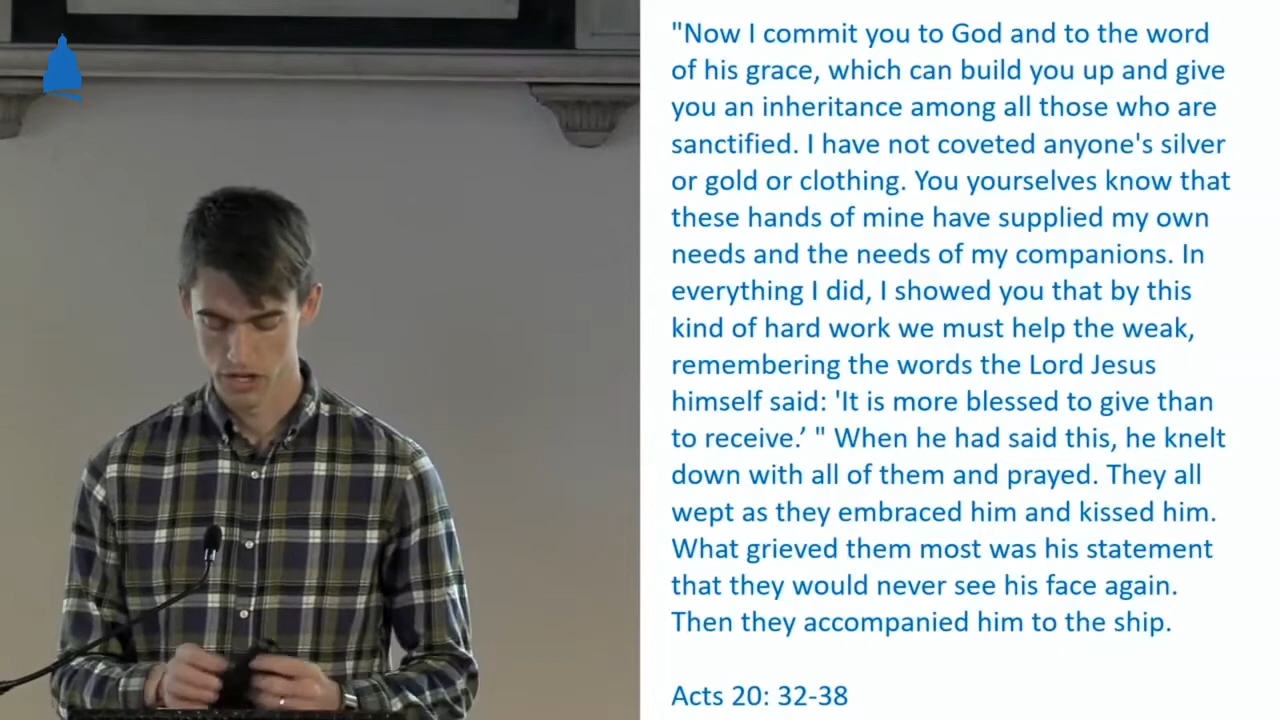 "Now I commit you to God and to the word
of his grace, which can build you up and give
you an inheritance among all those who are
sanctified. I have not coveted anyone's silver
or gold or clothing. You yourselves know that
these hands of mine have supplied my own
needs and the needs of my companions. In
everything I did, I showed you that by this
kind of hard work we must help the weak,
remembering the words the Lord Jesus
himself said: 'It is more blessed to give than
to receive.’ " When he had said this, he knelt
down with all of them and prayed. They all
wept as they embraced him and kissed him.
What grieved them most was his statement
that they would never see his face again.
Then they accompanied him to the ship.
Acts 20: 32-38